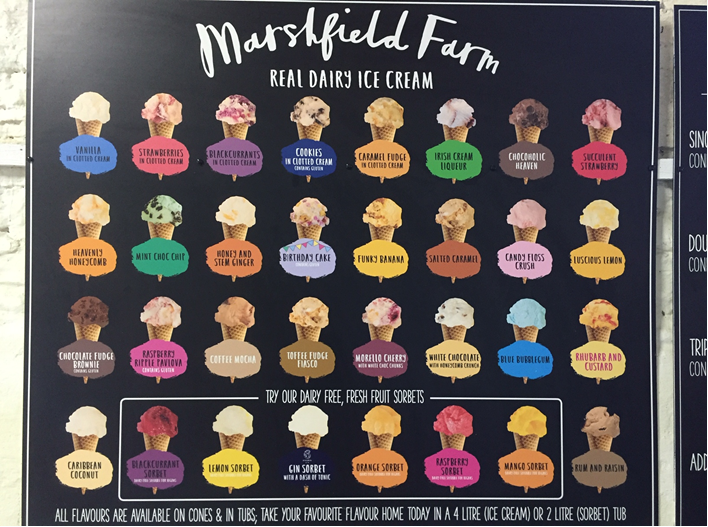 Marshfield Farm
REAL DAIRY ICE CREAM
VANILLA
IN CLOTTED CREAM
STRAWBERRIES
IN CLOTTED CREAM
BLACKCURRANTS
IN CLOTTED CREAM
COOKIES
IN CLOTTED CREAM
CONTAINS GLUTEN
CARAMEL FUDGE
IN CLOTTED CREAM
IRISH CREAM
LIQUEUR
CHOCOHOLIC
HEAVEN
SUCCULENT
STRAWBERRY
HEAVENLY
HONEYCOMB
MINT CHOC CHIP
HONEY AND
STEM GINGER
BIRTHDAY CAKE
FUNKY BANANA
SALTED CARAMEL
CANDY FLOSS
CRUSH
LUSCIOUS LEMON
CHOCOLATE FUDGE
BROWNIE
CONTAINS GLUTEN
RASPBERRY
RIPPLE PAVLOVA
CONTAINS GLUTEN
COFFEE MOCHA
TOFFEE FUDGE
FIASCO
MORELLO CHERRY
WITH WHITE CHOC CHUNKS
WHITE CHOCOLATE
WITH HONEYCOMB CRUNCH
BLUE BUBBLEGUM
RHUBARB AND
CUSTARD
TRY OUR DAIRY FREE, FRESH FRUIT SORBETS
CARIBBEAN
COCONUT
BLACKCURRANT
SORBET
LEMON SORBET
GIN SORBET
WITH A DASH OF TONIC
ORANGE SORBET
RASPBERRY
SORBET
MANGO SORBET
RUM AND RAISIN
ALL FLAVOURS ARE AVAILABLE ON CONES & IN TUBS; TAKE YOUR FAVOURITE FLAVOUR HOME TODAY IN A 4 LITRE (ICE CREAM) OR 2 LITRE (SORBET) TUB